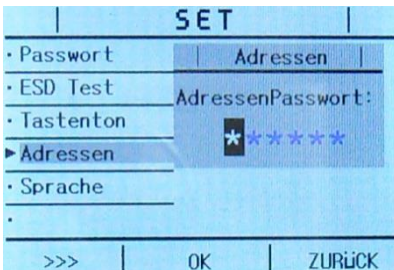 SET
· Passwort
· ESD Test
· Tastenton
▶Adressen
· Sprache
·
Adressen
AdressenPasswort:
******
>>> OK ZURÜCK